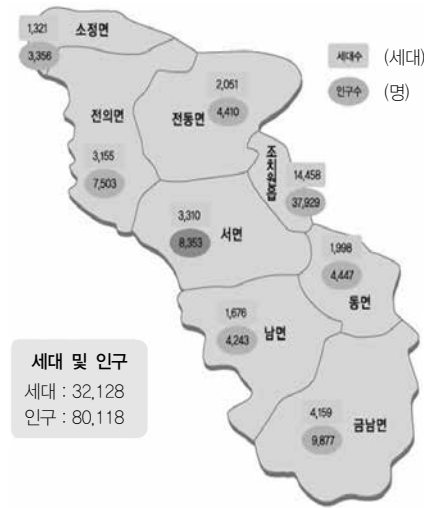 1,321
소정면
3,356
세대수 (세대)
인구수 (명)
2,051
전의면
전동면
4,410
조치원읍
3,155
7,503
14,458
37,929
3,310
서면
8,353
1,998
4,447
동면
1,676
남면
4,243
세대 및 인구
세대 : 32,128
인구 : 80,118
4,159
금남면
9,877